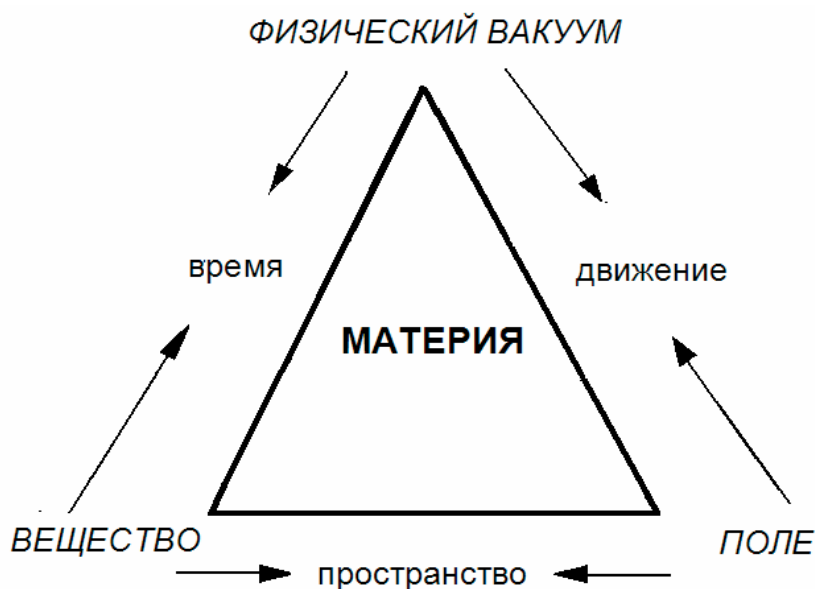 ФИЗИЧЕСКИЙ ВАКУУМ
время
движение
МАТЕРИЯ
ВЕЩЕСТВО
ПОЛЕ
пространство